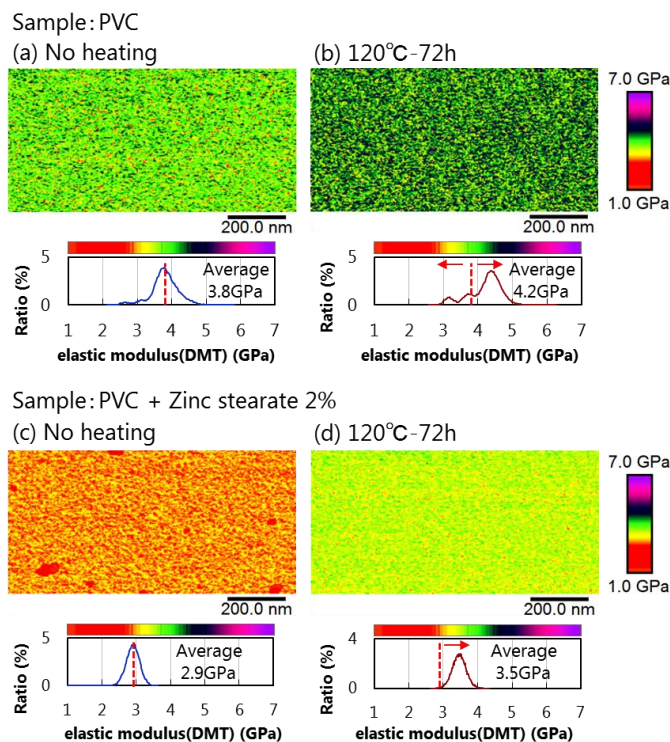 Sample:PVC
(a) No heating
(b) 120℃-72h
7.0 GPa
1.0 GPa
200.0 nm
200.0 nm
5
0
Ratio (%)
Average
3.8GPa
1 2 3 4 5 6 7
elastic modulus(DMT) (GPa)
5
0
Ratio (%)
Average
4.2GPa
1 2 3 4 5 6 7
elastic modulus(DMT) (GPa)
Sample:PVC + Zinc stearate 2%
(c) No heating
(d) 120℃-72h
7.0 GPa
1.0 GPa
200.0 nm
200.0 nm
5
0
Ratio (%)
Average
2.9GPa
1 2 3 4 5 6 7
elastic modulus(DMT) (GPa)
4
0
Ratio (%)
Average
3.5GPa
1 2 3 4 5 6 7
elastic modulus(DMT) (GPa)